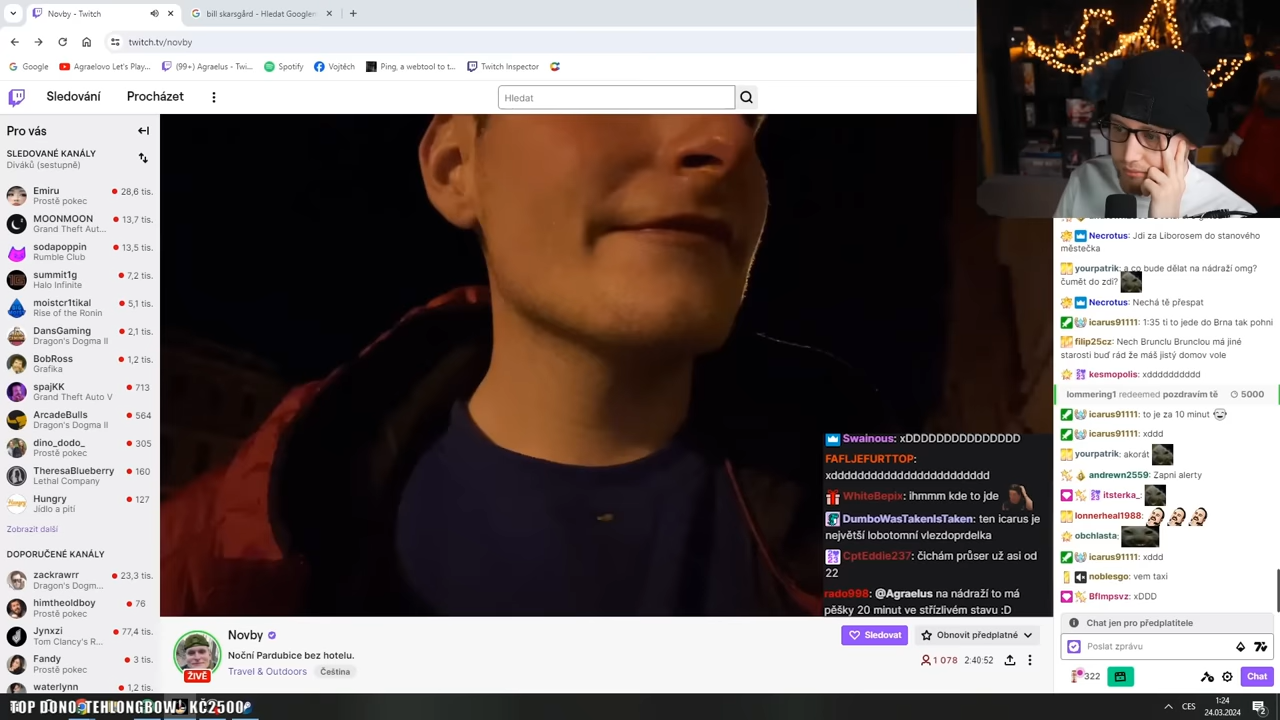 Novby - Twitch
bill skarsgård - Hledat Google
twitch.tv/novby
Google
Agraelovo Let's Play...
(99+) Agraelus - Twi...
Spotify
Vojtěch
Ping, a webtool to t...
Twitch Inspector
Sledování
Procházet
Hledat
Pro vás
SLEDOVANÉ KANÁLY
Diváků (sestupně)
Emiru
28,6 tis.
Prostě pokec
MOONMOON
13,7 tis.
Grand Theft Aut...
sodapoppin
13,5 tis.
Rumble Club
summit1g
7,2 tis.
Halo Infinite
moistcr1tikal
5,1 tis.
Rise of the Ronin
DansGaming
2,1 tis.
Dragon's Dogma II
BobRoss
1,2 tis.
Grafika
spajKK
713
Grand Theft Auto V
ArcadeBulls
564
Dragon's Dogma II
dino_dodo_
305
Prostě pokec
TheresaBlueberry
160
Lethal Company
Hungry
127
Jídlo a pití
Zobrazit další
DOPORUČENÉ KANÁLY
zackrawrr
23,3 tis.
Dragon's Dogm...
himtheoldboy
76
Prostě pokec
Jynxzi
77,4 tis.
Tom Clancy's R...
Fandy
3 tis.
Prostě pokec
waterlynn
1,2 tis.
Swainous: xDDDDDDDDDDDDDDD
FAFLJEFURTTOP:
xdddddddddddddddddddddddd
WhiteBepix: ihmmm kde to jde
DumboWasTakenIsTaken: ten icarus je
největší lobotomní vlezdoprdelka
CptEddie237: čichám průser už asi od
22
rado998: @Agraelus na nádraží to má
pěšky 20 minut ve střízlivém stavu :D
Novby
Noční Pardubice bez hotelu.
Travel & Outdoors
Čeština
ŽIVĚ
Sledovat
Obnovit předplatné
1 078
2:40:52
Necrotus: Jdi za Liborosem do stanového
městečka
yourpatrik: a co bude dělat na nádraží omg?
čumět do zdi?
Necrotus: Nechá tě přespat
icarus91111: 1:35 ti to jede do Brna tak pohni
filip25cz: Nech Brunclu Brunclou má jiné
starosti buď rád že máš jistý domov vole
kesmopolis: xdddddddddd
lommering1 redeemed pozdravím tě 5000
icarus91111: to je za 10 minut
icarus91111: xddd
yourpatrik: akorát
andrewn2559: Zapni alerty
itsterka_:
lonnerheal1988:
obchlasta:
icarus91111: xddd
noblesgo: vem taxi
Bflmpsvz: xDDD
Chat jen pro předplatitele
Poslat zprávu
322
Chat
TOP DONO: TEHLONGBOWL KČ2500
CES
1:24
24.03.2024
2